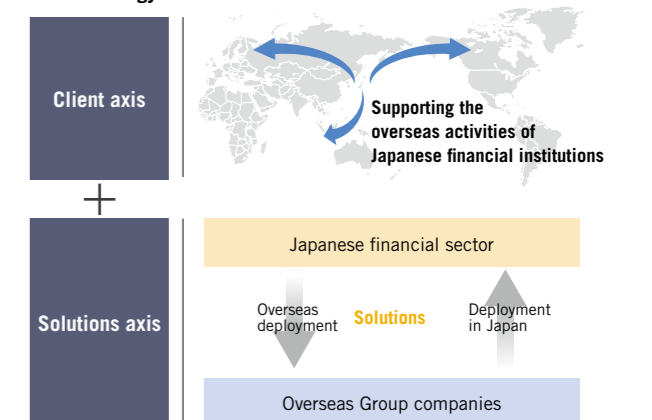 Client axis
Supporting the
overseas activities of
Japanese financial institutions
+
Solutions axis
Japanese financial sector
Overseas
deployment
Solutions
Deployment
in Japan
Overseas Group companies